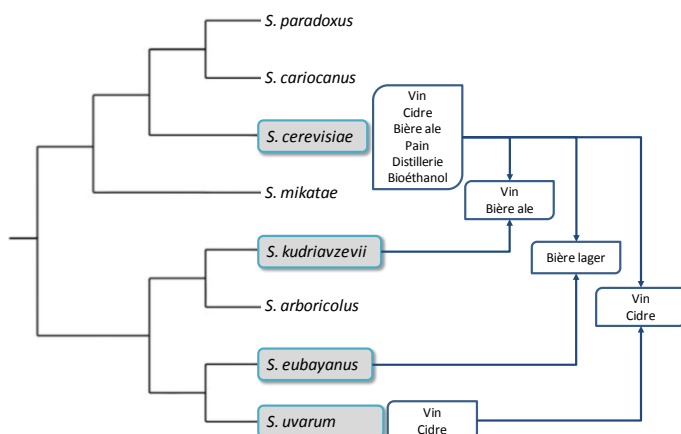 S. paradoxus
S. cariocanus
S. cerevisiae
Vin
Cidre
Bière ale
Pain
Distillerie
Bioéthanol
S. mikatae
Vin
Bière ale
S. kudriavzevii
Bière lager
S. arboricolus
Vin
Cidre
S. eubayanus
S. uvarum
Vin
Cidre